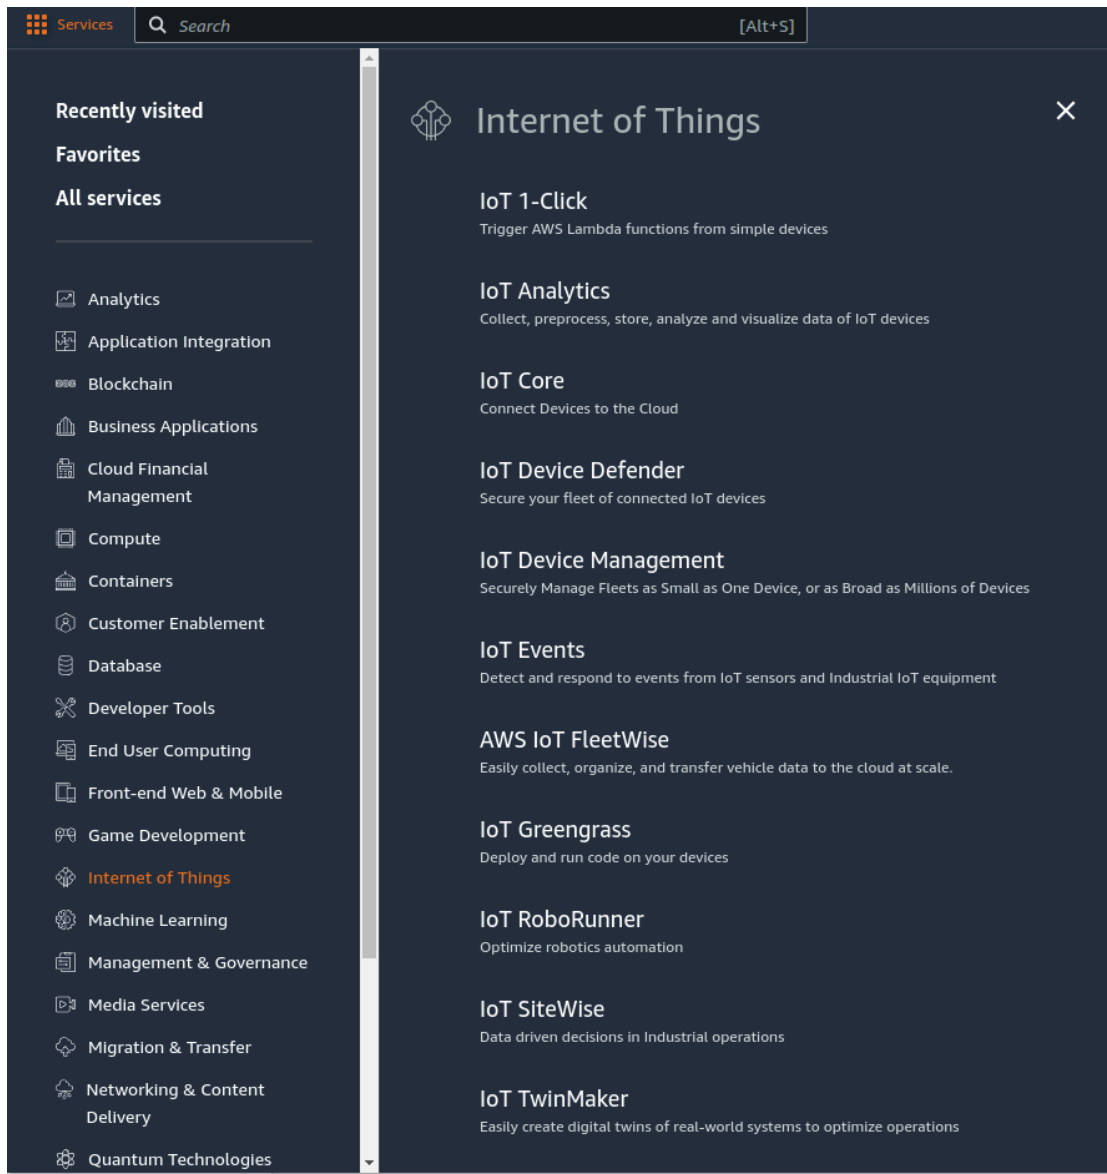 Services
Search
[Alt+S]
Recently visited
Favorites
All services
Analytics
Application Integration
Blockchain
Business Applications
Cloud Financial
Management
Compute
Containers
Customer Enablement
Database
Developer Tools
End User Computing
Front-end Web & Mobile
Game Development
Internet of Things
Machine Learning
Management & Governance
Media Services
Migration & Transfer
Networking & Content
Delivery
Quantum Technologies
Internet of Things
IoT 1-Click
Trigger AWS Lambda functions from simple devices
IoT Analytics
Collect, preprocess, store, analyze and visualize data of IoT devices
IoT Core
Connect Devices to the Cloud
IoT Device Defender
Secure your fleet of connected IoT devices
IoT Device Management
Securely Manage Fleets as Small as One Device, or as Broad as Millions of Devices
IoT Events
Detect and respond to events from IoT sensors and Industrial IoT equipment
AWS IoT FleetWise
Easily collect, organize, and transfer vehicle data to the cloud at scale.
IoT Greengrass
Deploy and run code on your devices
IoT RoboRunner
Optimize robotics automation
IoT SiteWise
Data driven decisions in Industrial operations
IoT TwinMaker
Easily create digital twins of real-world systems to optimize operations